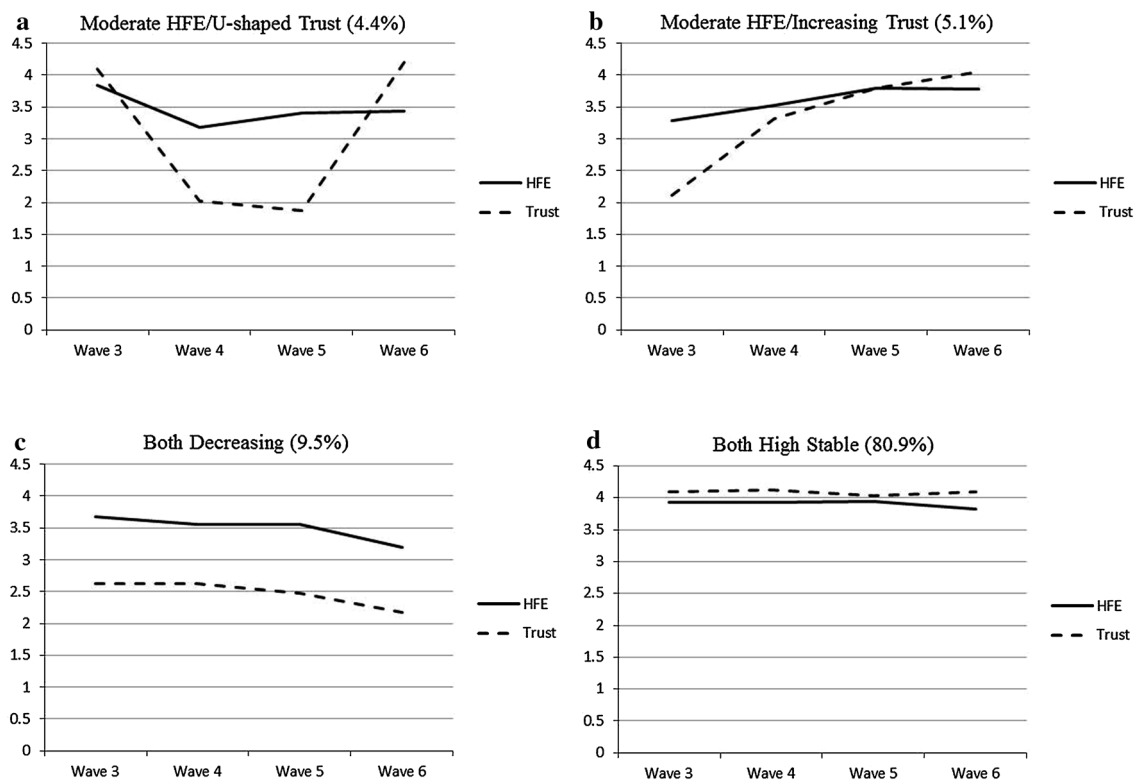 a
Moderate HFE/U-shaped Trust (4.4%)
4.5
4
3.5
3
2.5
2
1.5
1
0.5
0
Wave 3 Wave 4 Wave 5 Wave 6
HFE
Trust
b
Moderate HFE/Increasing Trust (5.1%)
4.5
4
3.5
3
2.5
2
1.5
1
0.5
0
Wave 3 Wave 4 Wave 5 Wave 6
HFE
Trust
c
Both Decreasing (9.5%)
4.5
4
3.5
3
2.5
2
1.5
1
0.5
0
Wave 3 Wave 4 Wave 5 Wave 6
HFE
Trust
d
Both High Stable (80.9%)
4.5
4
3.5
3
2.5
2
1.5
1
0.5
0
Wave 3 Wave 4 Wave 5 Wave 6
HFE
Trust